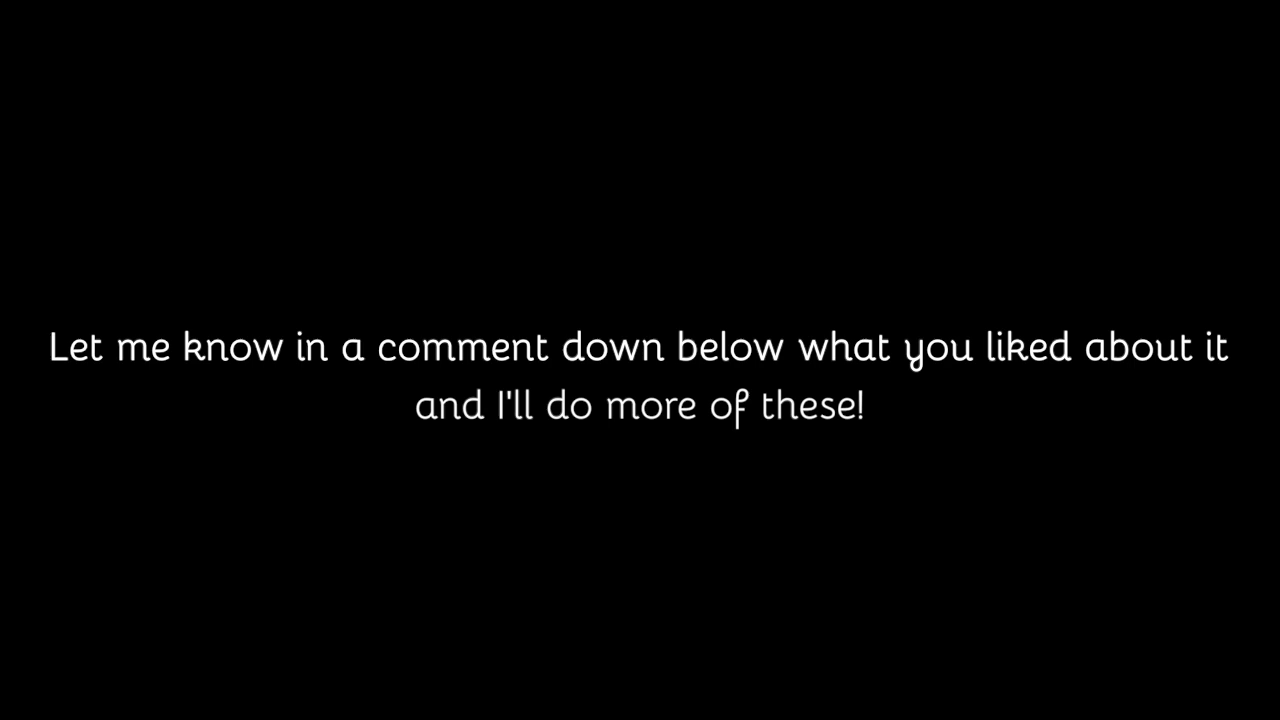 Let me know in a comment down below what you liked about it
and I'll do more of these!